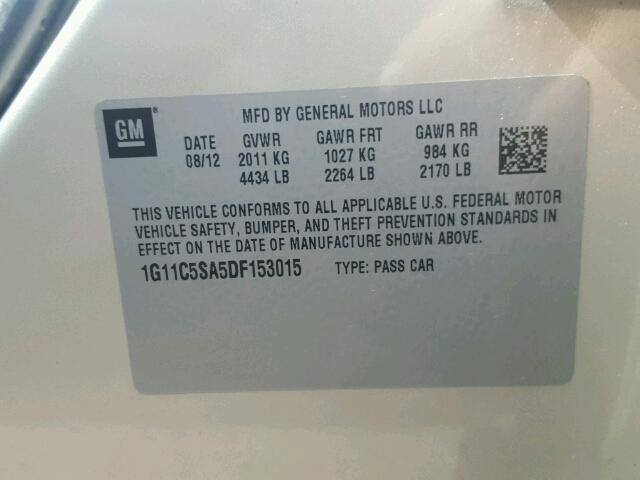 GM®
MFD BY GENERAL MOTORS LLC
DATE GVWR GAWR FRT GAWR RR
08/12 2011 KG 1027 KG 984 KG
4434 LB 2264 LB 2170 LB
THIS VEHICLE CONFORMS TO ALL APPLICABLE U.S. FEDERAL MOTOR
VEHICLE SAFETY, BUMPER, AND THEFT PREVENTION STANDARDS IN
EFFECT ON THE DATE OF MANUFACTURE SHOWN ABOVE.
1G11C5SA5DF153015 TYPE: PASS CAR